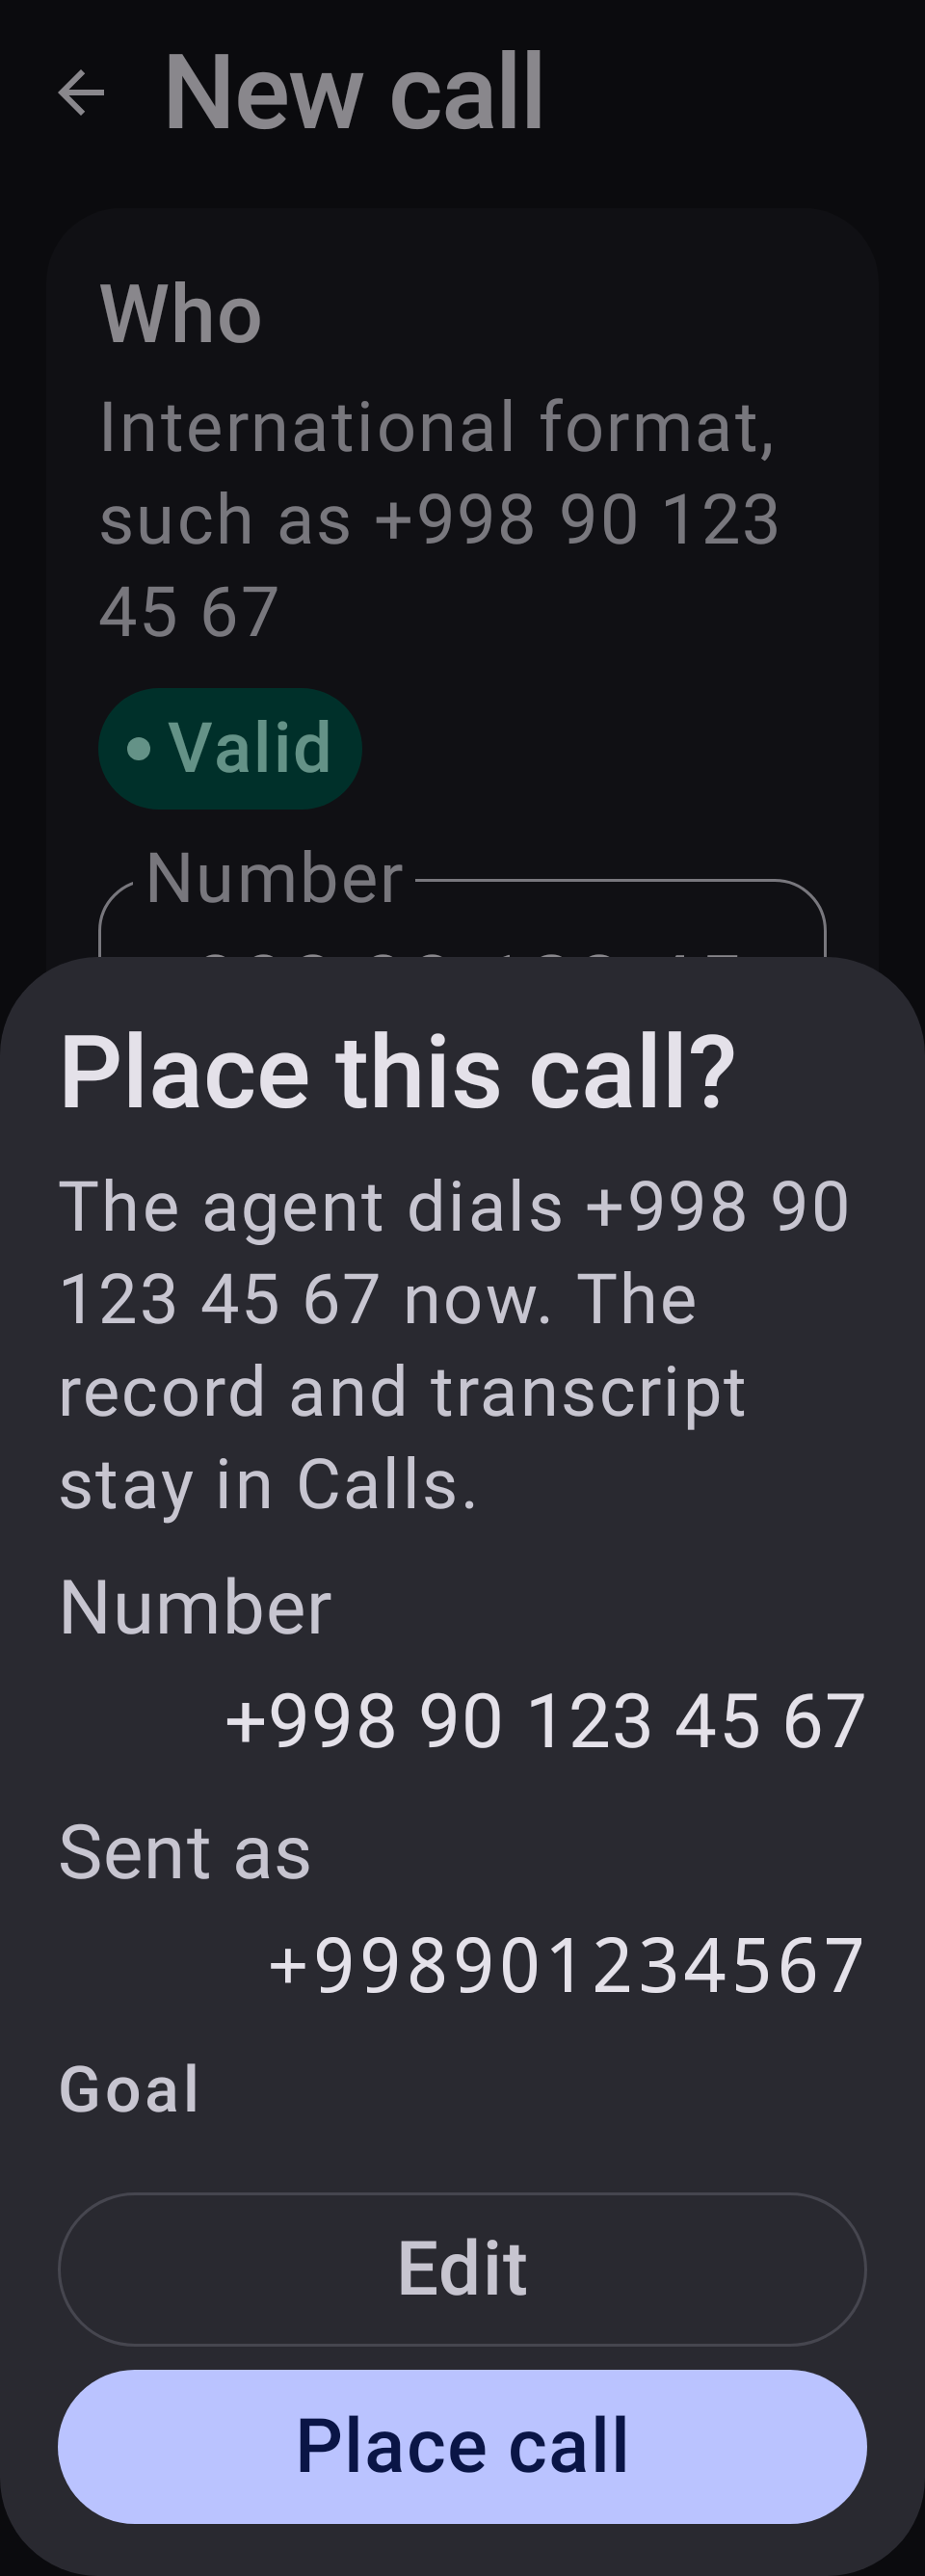 New call
Who
International format,
such as +998 90 123
45 67
Valid
Number
Place this call?
The agent dials +998 90
123 45 67 now. The
record and transcript
stay in Calls.
Number
+998 90 123 45 67
Sent as
+998901234567
Goal
Edit
Place call